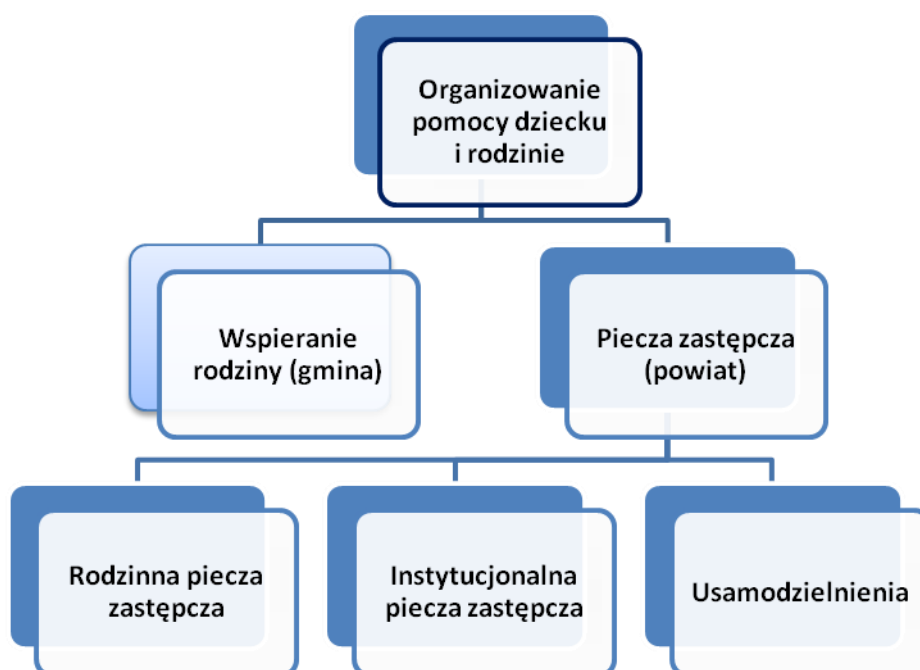 Organizowanie
pomocy dziecku
i rodzinie
Wspieranie
rodziny (gmina)
Piecza zastępcza
(powiat)
Rodzinna piecza
zastępcza
Instytucjonalna
piecza zastępcza
Usamodzielnienia